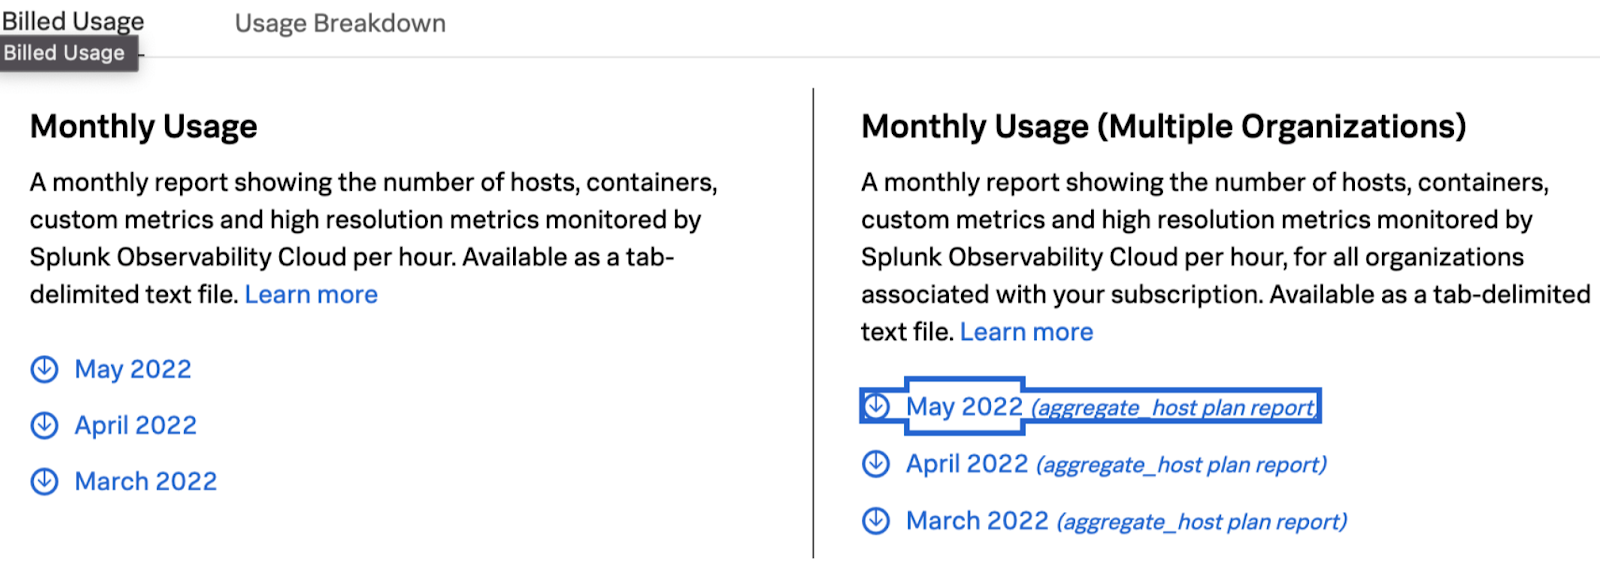 Billed Usage
Usage Breakdown
Billed Usage
Monthly Usage
A monthly report showing the number of hosts, containers,
custom metrics and high resolution metrics monitored by
Splunk Observability Cloud per hour. Available as a tab-
delimited text file. Learn more
May 2022
April 2022
March 2022
Monthly Usage (Multiple Organizations)
A monthly report showing the number of hosts, containers,
custom metrics and high resolution metrics monitored by
Splunk Observability Cloud per hour, for all organizations
associated with your subscription. Available as a tab-delimited
text file. Learn more
May 2022 (aggregate_host plan report)
April 2022 (aggregate_host plan report)
March 2022 (aggregate_host plan report)